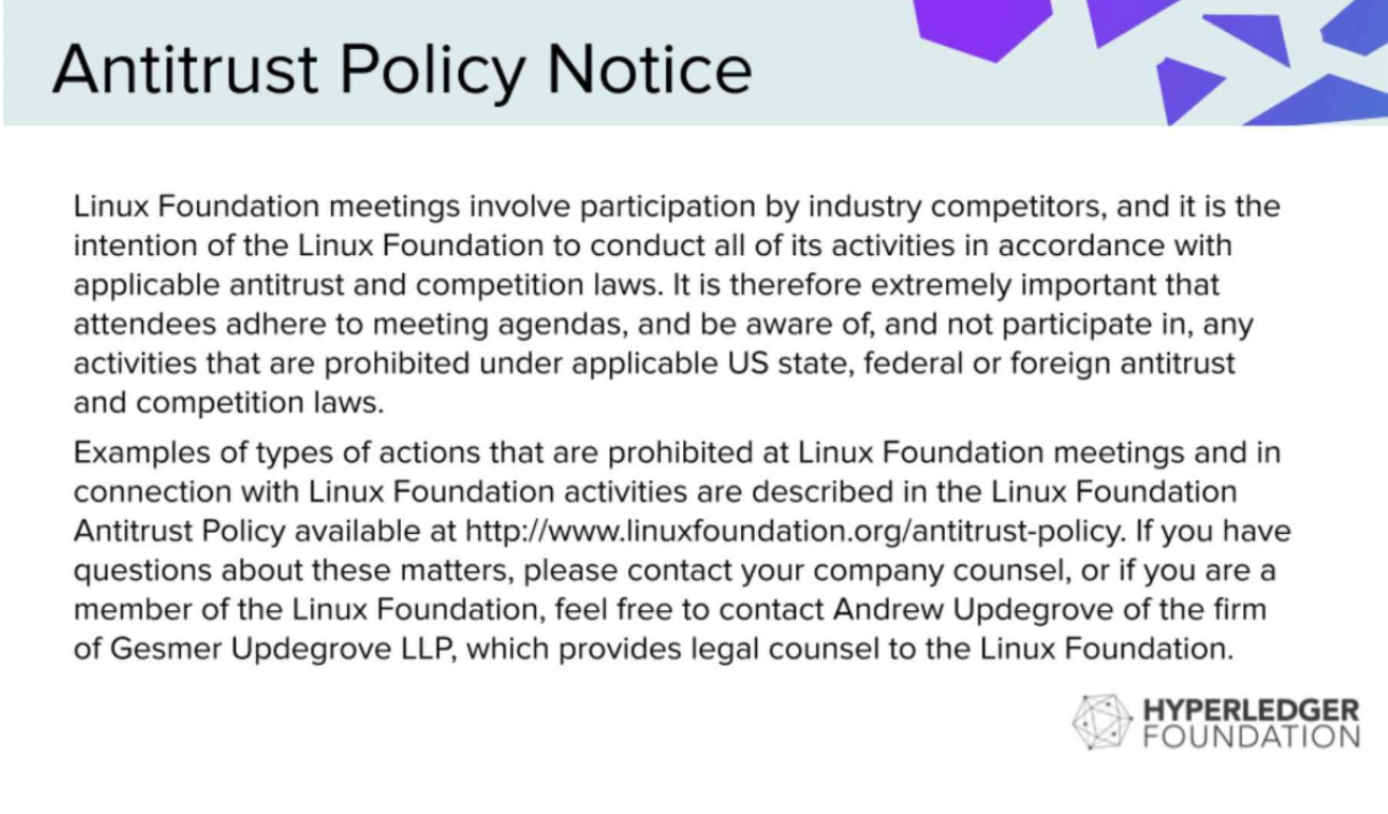 Antitrust Policy Notice
Linux Foundation meetings involve participation by industry competitors, and it is the
intention of the Linux Foundation to conduct all of its activities in accordance with
applicable antitrust and competition laws. It is therefore extremely important that
attendees adhere to meeting agendas, and be aware of, and not participate in, any
activities that are prohibited under applicable US state, federal or foreign antitrust
and competition laws.
Examples of types of actions that are prohibited at Linux Foundation meetings and in
connection with Linux Foundation activities are described in the Linux Foundation
Antitrust Policy available at http://www.linuxfoundation.org/antitrust-policy. If you have
questions about these matters, please contact your company counsel, or if you are a
member of the Linux Foundation, feel free to contact Andrew Updegrove of the firm
of Gesmer Updegrove LLP, which provides legal counsel to the Linux Foundation.
HYPERLEDGER
FOUNDATION